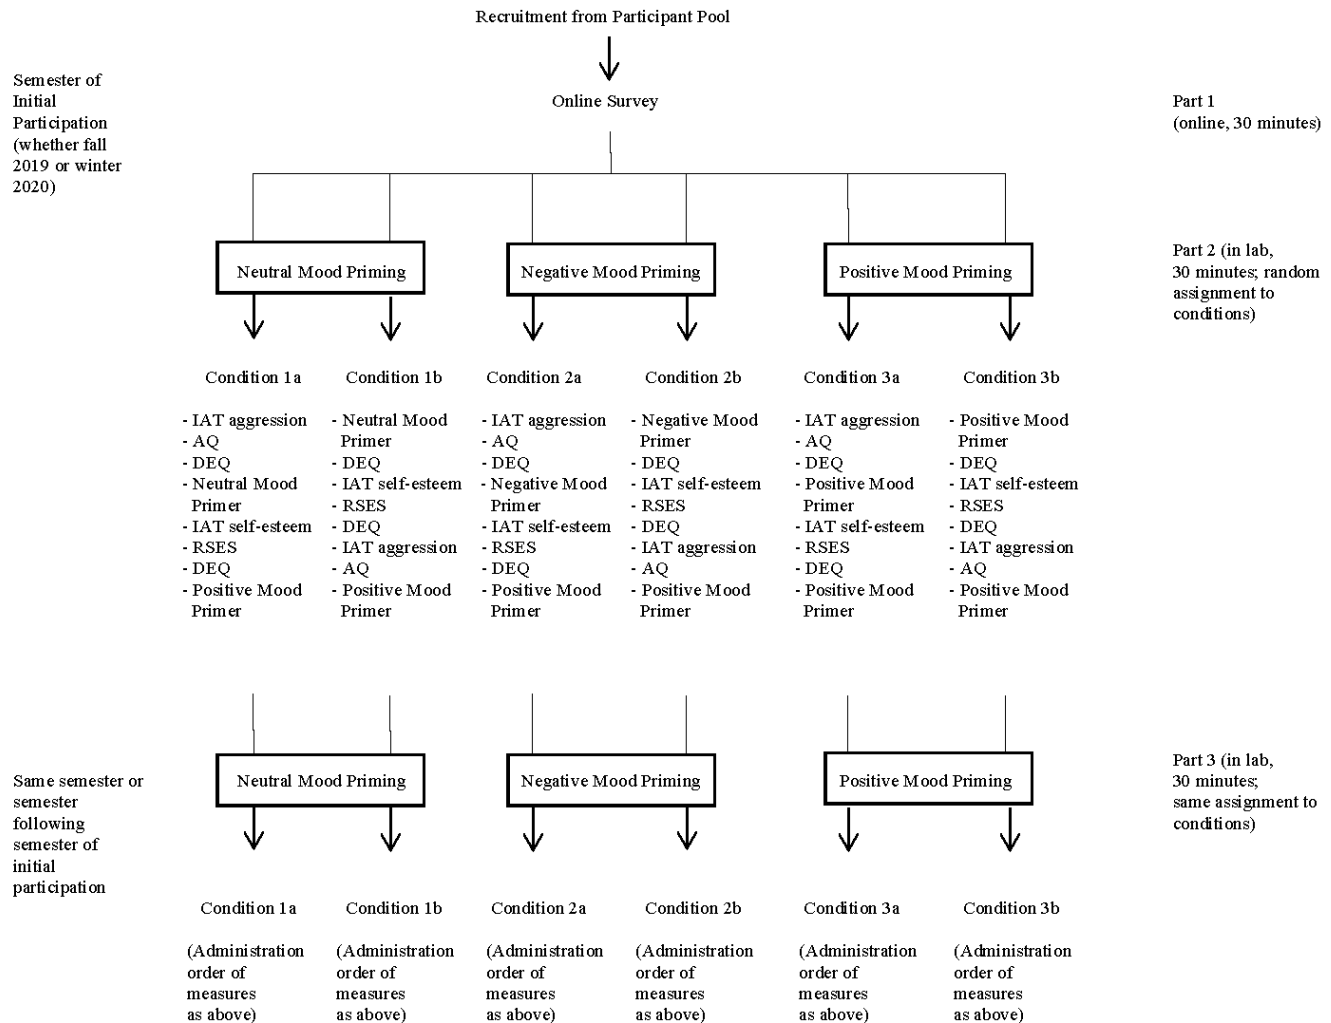 Recruitment from Participant Pool
Semester of
Initial
Participation
(whether fall
2019 or winter
2020)
Online Survey
Part 1
(online, 30 minutes)
Neutral Mood Priming
Negative Mood Priming
Positive Mood Priming
Part 2 (in lab,
30 minutes; random
assignment to
conditions)
Condition 1a
- IAT aggression
- AQ
- DEQ
- Neutral Mood
Primer
- IAT self-esteem
- RSES
- DEQ
- Positive Mood
Primer
Condition 1b
- Neutral Mood
Primer
- DEQ
- IAT self-esteem
- RSES
- DEQ
- IAT aggression
- AQ
- Positive Mood
Primer
Condition 2a
- IAT aggression
- AQ
- DEQ
- Negative Mood
Primer
- IAT self-esteem
- RSES
- DEQ
- Positive Mood
Primer
Condition 2b
- Negative Mood
Primer
- DEQ
- IAT self-esteem
- RSES
- DEQ
- IAT aggression
- AQ
- Positive Mood
Primer
Condition 3a
- IAT aggression
- AQ
- DEQ
- Positive Mood
Primer
- IAT self-esteem
- RSES
- DEQ
- Positive Mood
Primer
Condition 3b
- Positive Mood
Primer
- DEQ
- IAT self-esteem
- RSES
- DEQ
- IAT aggression
- AQ
- Positive Mood
Primer
Same semester or
semester
following
semester of
initial
participation
Neutral Mood Priming
Negative Mood Priming
Positive Mood Priming
Part 3 (in lab,
30 minutes;
same assignment to
conditions)
Condition 1a
(Administration
order of
measures
as above)
Condition 1b
(Administration
order of
measures
as above)
Condition 2a
(Administration
order of
measures
as above)
Condition 2b
(Administration
order of
measures
as above)
Condition 3a
(Administration
order of
measures
as above)
Condition 3b
(Administration
order of
measures
as above)